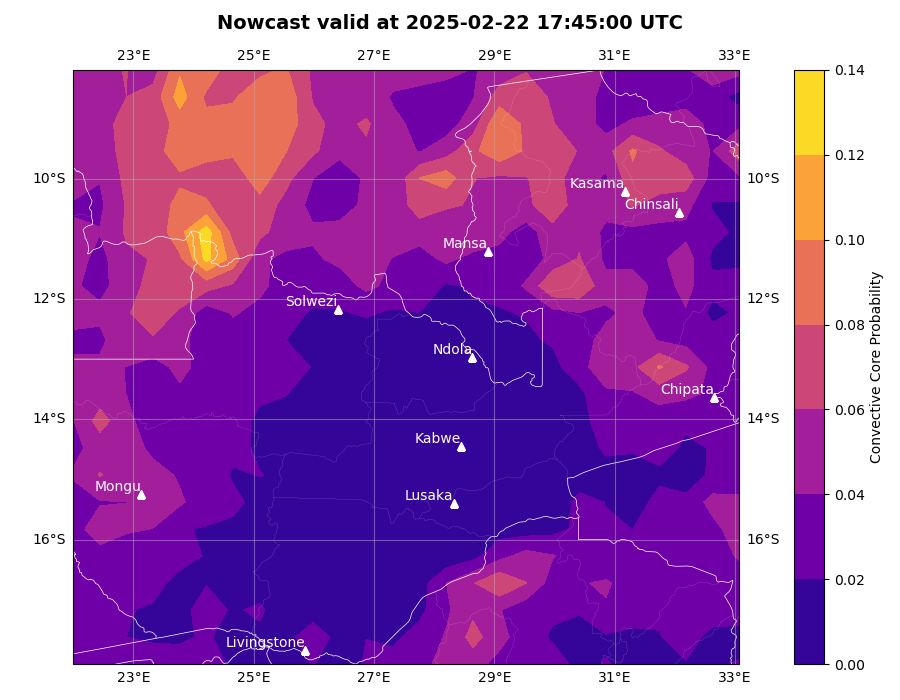 Nowcast valid at 2025-02-22 17:45:00 UTC
23°E 25°E 27°E 29°E 31°E 33°E
0.14
0.12
10°S 10°S
Kasama
Chinsali
0.10
Mansa
12°S 12°S
Solwezi
0.08
Ndola
Chipata
0.06
14°S 14°S
Kabwe
Mongu
Lusaka
0.04
16°S 16°S
0.02
Livingstone
0.00
23°E 25°E 27°E 29°E 31°E 33°E
Convective Core Probability